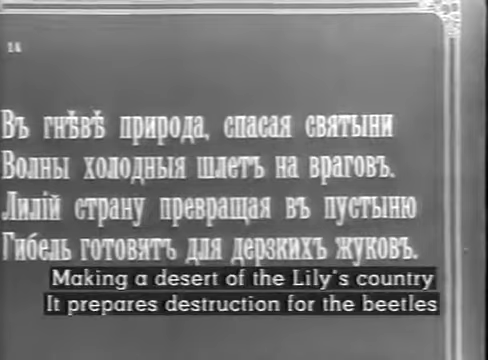 14
Въ гнѣвѣ природа, спасая святыни
Волны холодныя шлетъ на враговъ.
Лилій страну превращая въ пустыню
Гибель готовитъ для дерзкихъ жуковъ.
Making a desert of the Lily's country
It prepares destruction for the beetles